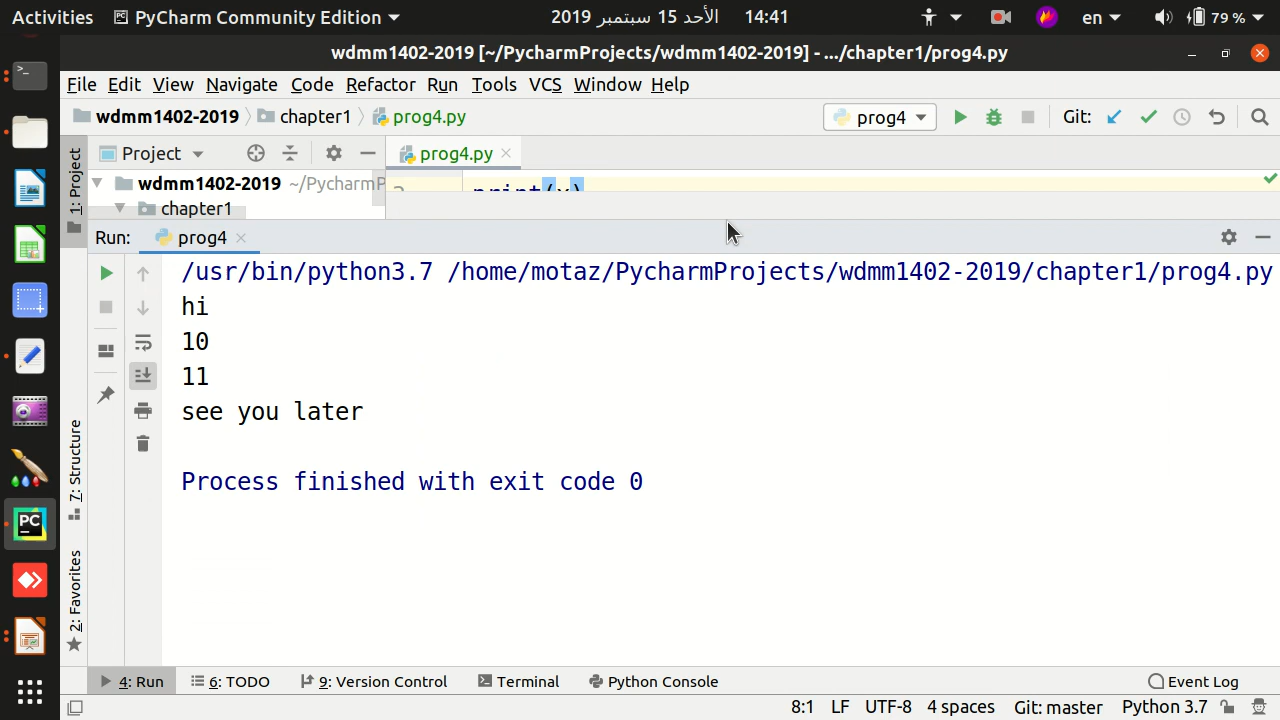 Activities PyCharm Community Edition الأحد 15 سبتمبر 2019 14:41 en 79 %
wdmm1402-2019 [~/PycharmProjects/wdmm1402-2019] - .../chapter1/prog4.py
File Edit View Navigate Code Refactor Run Tools VCS Window Help
wdmm1402-2019 chapter1 prog4.py prog4 Git:
1: Project
Project prog4.py
wdmm1402-2019 ~/PycharmP
chapter1
print(x)
Run: prog4
/usr/bin/python3.7 /home/motaz/PycharmProjects/wdmm1402-2019/chapter1/prog4.py
hi
10
11
see you later
Process finished with exit code 0
7: Structure
2: Favorites
PC
4: Run 6: TODO 9: Version Control Terminal Python Console Event Log
8:1 LF UTF-8 4 spaces Git: master Python 3.7